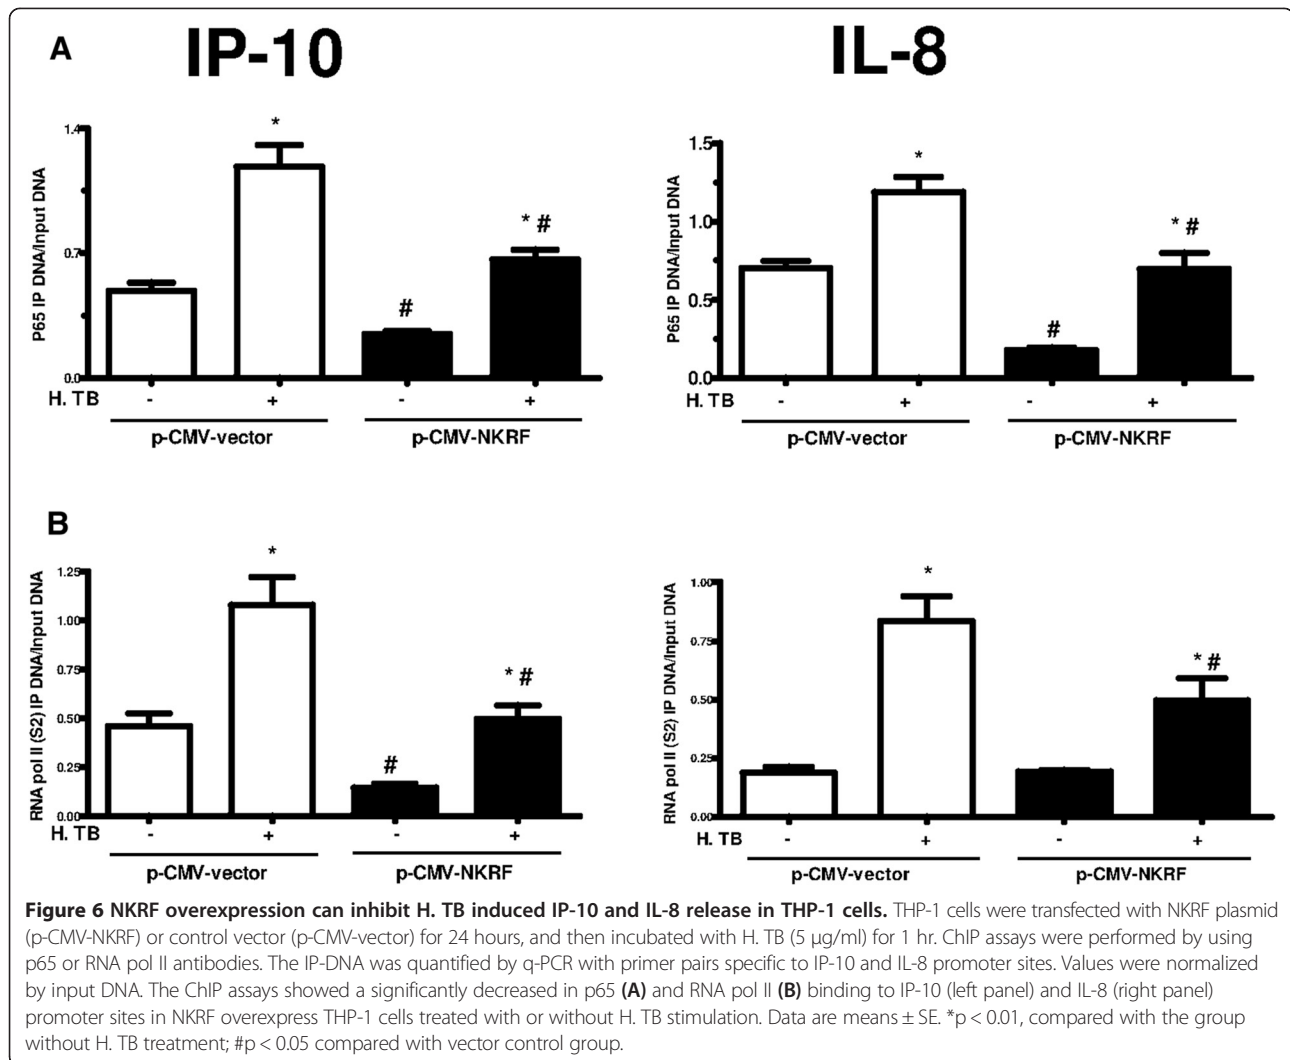 A
IP-10
IL-8
P65 IP DNA/Input DNA
1.4
0.7
0.0
*
#
* #
H. TB - + - +
p-CMV-vector p-CMV-NKRF
P65 IP DNA/Input DNA
1.5
1.0
0.5
0.0
*
#
* #
H. TB - + - +
p-CMV-vector p-CMV-NKRF
B
RNA pol II (S2) IP DNA/Input DNA
1.25
1.00
0.75
0.50
0.25
0.00
*
#
* #
H. TB - + - +
p-CMV-vector p-CMV-NKRF
RNA pol II (S2) IP DNA/Input DNA
1.00
0.75
0.50
0.25
0.00
*
* #
H. TB - + - +
p-CMV-vector p-CMV-NKRF
Figure 6 NKRF overexpression can inhibit H. TB induced IP-10 and IL-8 release in THP-1 cells. THP-1 cells were transfected with NKRF plasmid
(p-CMV-NKRF) or control vector (p-CMV-vector) for 24 hours, and then incubated with H. TB (5 μg/ml) for 1 hr. ChIP assays were performed by using
p65 or RNA pol II antibodies. The IP-DNA was quantified by q-PCR with primer pairs specific to IP-10 and IL-8 promoter sites. Values were normalized
by input DNA. The ChIP assays showed a significantly decreased in p65 (A) and RNA pol II (B) binding to IP-10 (left panel) and IL-8 (right panel)
promoter sites in NKRF overexpress THP-1 cells treated with or without H. TB stimulation. Data are means ± SE. *p < 0.01, compared with the group
without H. TB treatment; #p < 0.05 compared with vector control group.